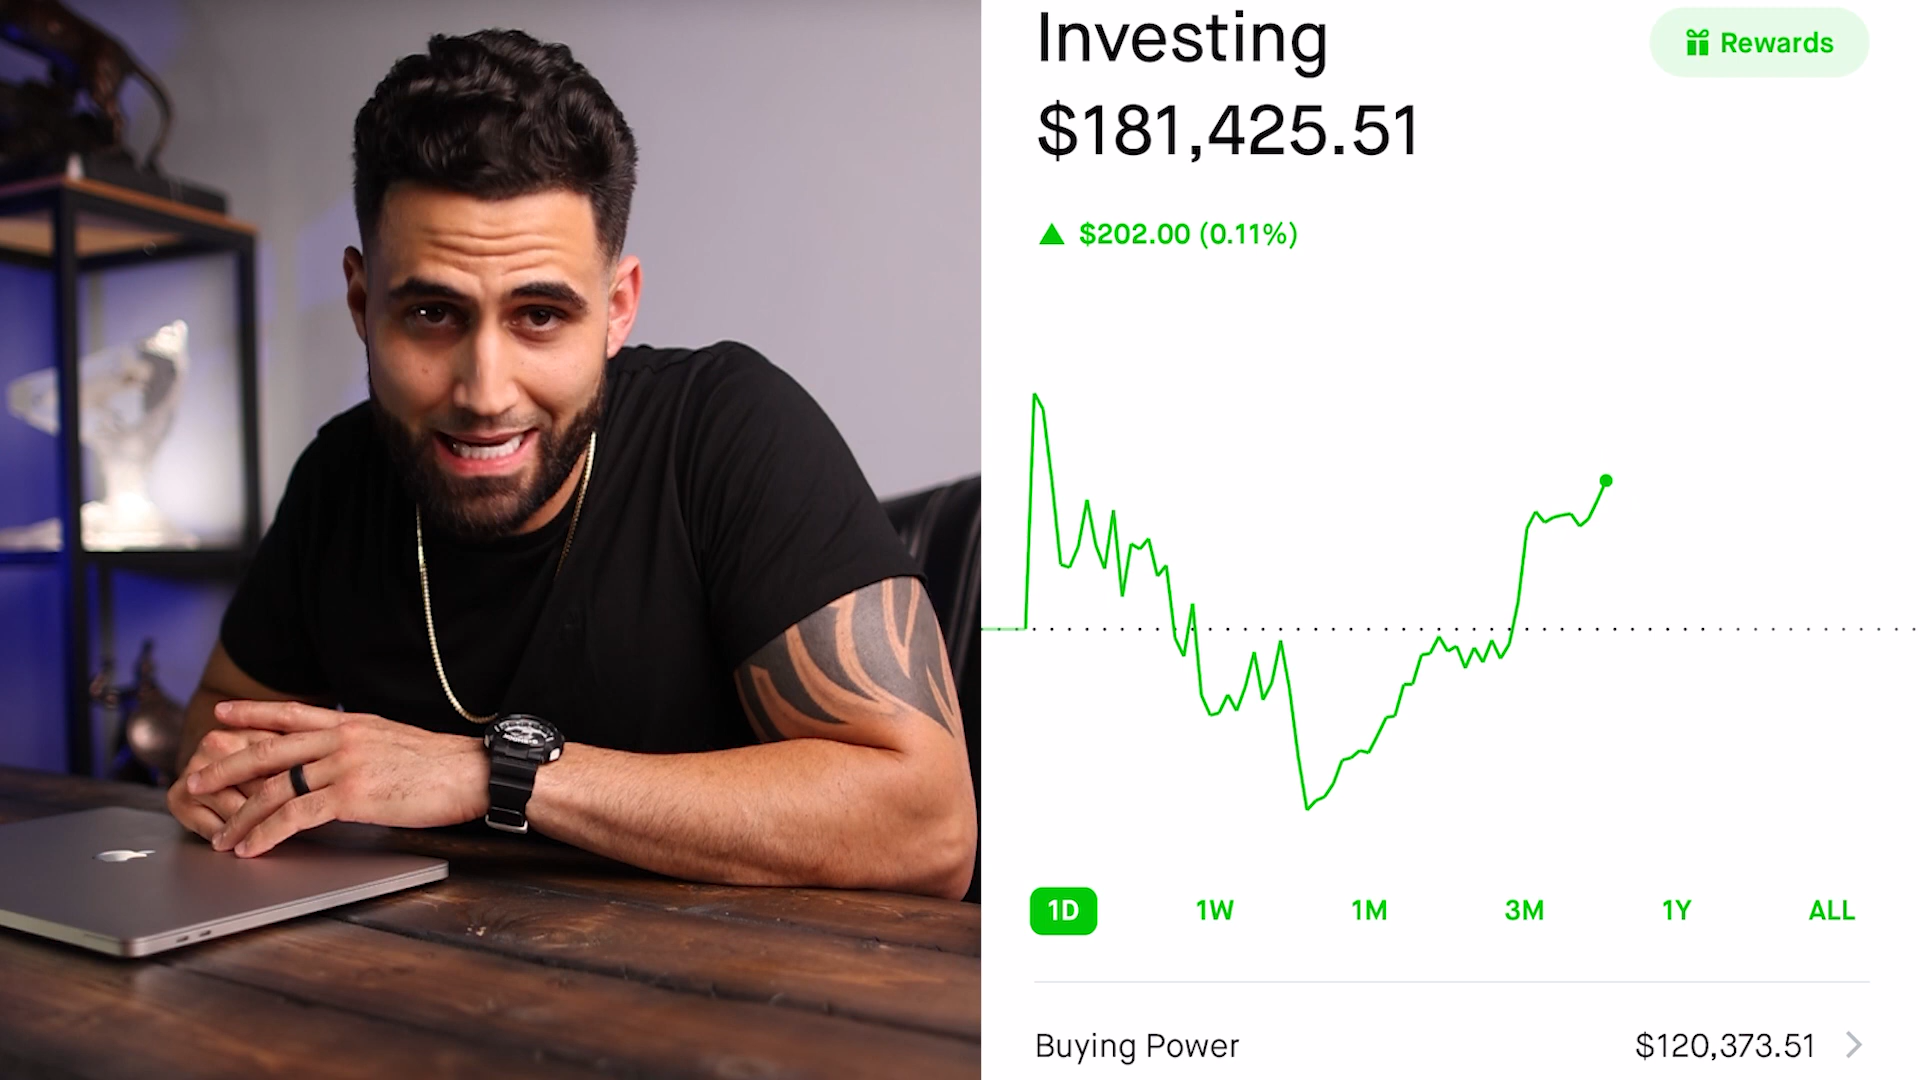 Investing
Rewards
$181,425.51
$202.00 (0.11%)
1D 1W 1M 3M 1Y ALL
Buying Power $120,373.51